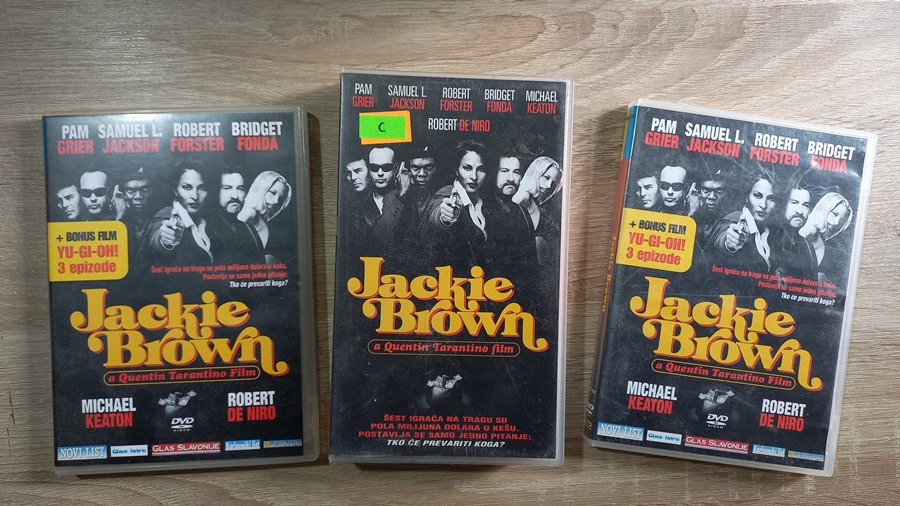 PAM GRIER
SAMUEL L. JACKSON
ROBERT FORSTER
BRIDGET FONDA
+ BONUS FILM
YU-GI-OH!
3 epizode
Šest igrača na tragu su pola milijuna dolara u kešu.
Postavlja se samo jedno pitanje:
Tko će prevariti koga?
Jackie
Brown
a Quentin Tarantino Film
MICHAEL KEATON
ROBERT DE NIRO
DVD
VIDEO
NOVI LIST
Glas Istre
GLAS SLAVONIJE
PAM GRIER
SAMUEL L. JACKSON
ROBERT FORSTER
BRIDGET FONDA
MICHAEL KEATON
C
ROBERT DE NIRO
Jackie
Brown
a Quentin Tarantino film
ŠEST IGRAČA NA TRAGU SU
POLA MILIJUNA DOLARA U KEŠU.
POSTAVLJA SE SAMO JEDNO PITANJE:
TKO ĆE PREVARITI KOGA?
PAM GRIER
SAMUEL L. JACKSON
ROBERT FORSTER
BRIDGET FONDA
+ BONUS FILM
YU-GI-OH!
3 epizode
Šest igrača na tragu su pola milijuna dolara u kešu.
Postavlja se samo jedno pitanje:
Tko će prevariti koga?
Jackie
Brown
a Quentin Tarantino Film
MICHAEL KEATON
ROBERT DE NIRO
DVD
VIDEO
NOVI LIST
Glas Istre
GLAS SLAVONIJE